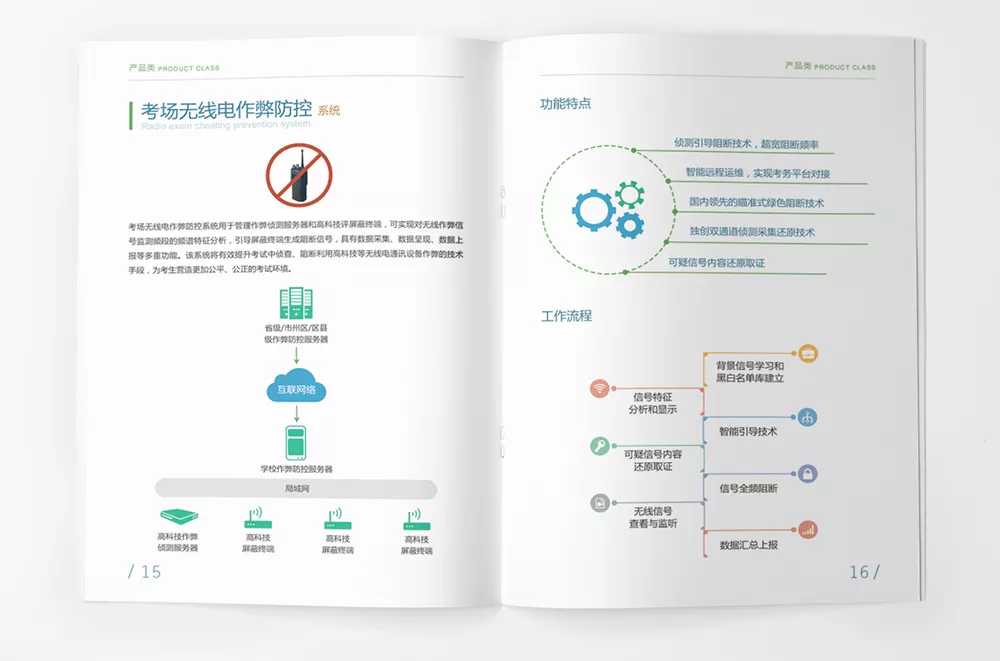 产品类 PRODUCT CLASS
考场无线电作弊防控 系统
Radio exam cheating prevention system
考场无线电作弊防控系统用于管理作弊侦测服务器和高科技评屏蔽终端，可实现对无线作弊信
号监测频段的频谱特征分析，引导屏蔽终端生成阻断信号，具有数据采集、数据呈现、数据上
报等多重功能。该系统将有效提升考试中侦查、阻断利用高科技等无线电通讯设备作弊的技术
手段，为考生营造更加公平、公正的考试环境。
省级/市州区/区县
级作弊防控服务器
互联网络
学校作弊防控服务器
局域网
高科技作弊
侦测服务器
高科技
屏蔽终端
高科技
屏蔽终端
高科技
屏蔽终端
/ 15
产品类 PRODUCT CLASS
功能特点
侦测引导阻断技术，超宽阻断频率
智能远程运维，实现考务平台对接
国内领先的瞄准式绿色阻断技术
独创双通道侦测采集还原技术
可疑信号内容还原取证
工作流程
背景信号学习和
黑白名单库建立
信号特征
分析和显示
智能引导技术
可疑信号内容
还原取证
信号全频阻断
无线信号
查看与监听
数据汇总上报
16 /